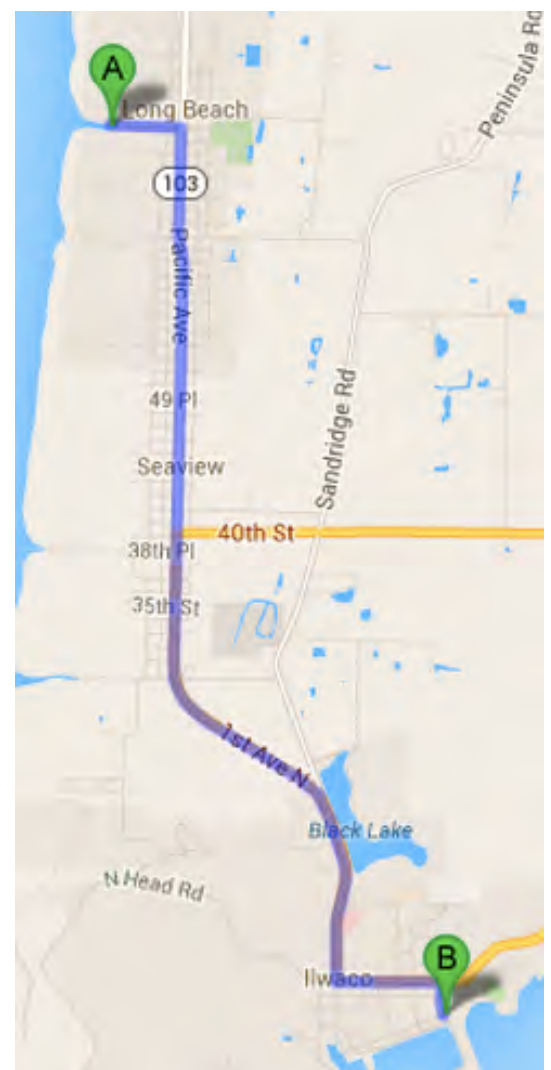 A
Long Beach
Peninsula Rd
103
Pacific Ave
49 Pl
Sandridge Rd
Seaview
40th St
38th Pl
35th St
1st Ave N
Black Lake
N Head Rd
B
Ilwaco